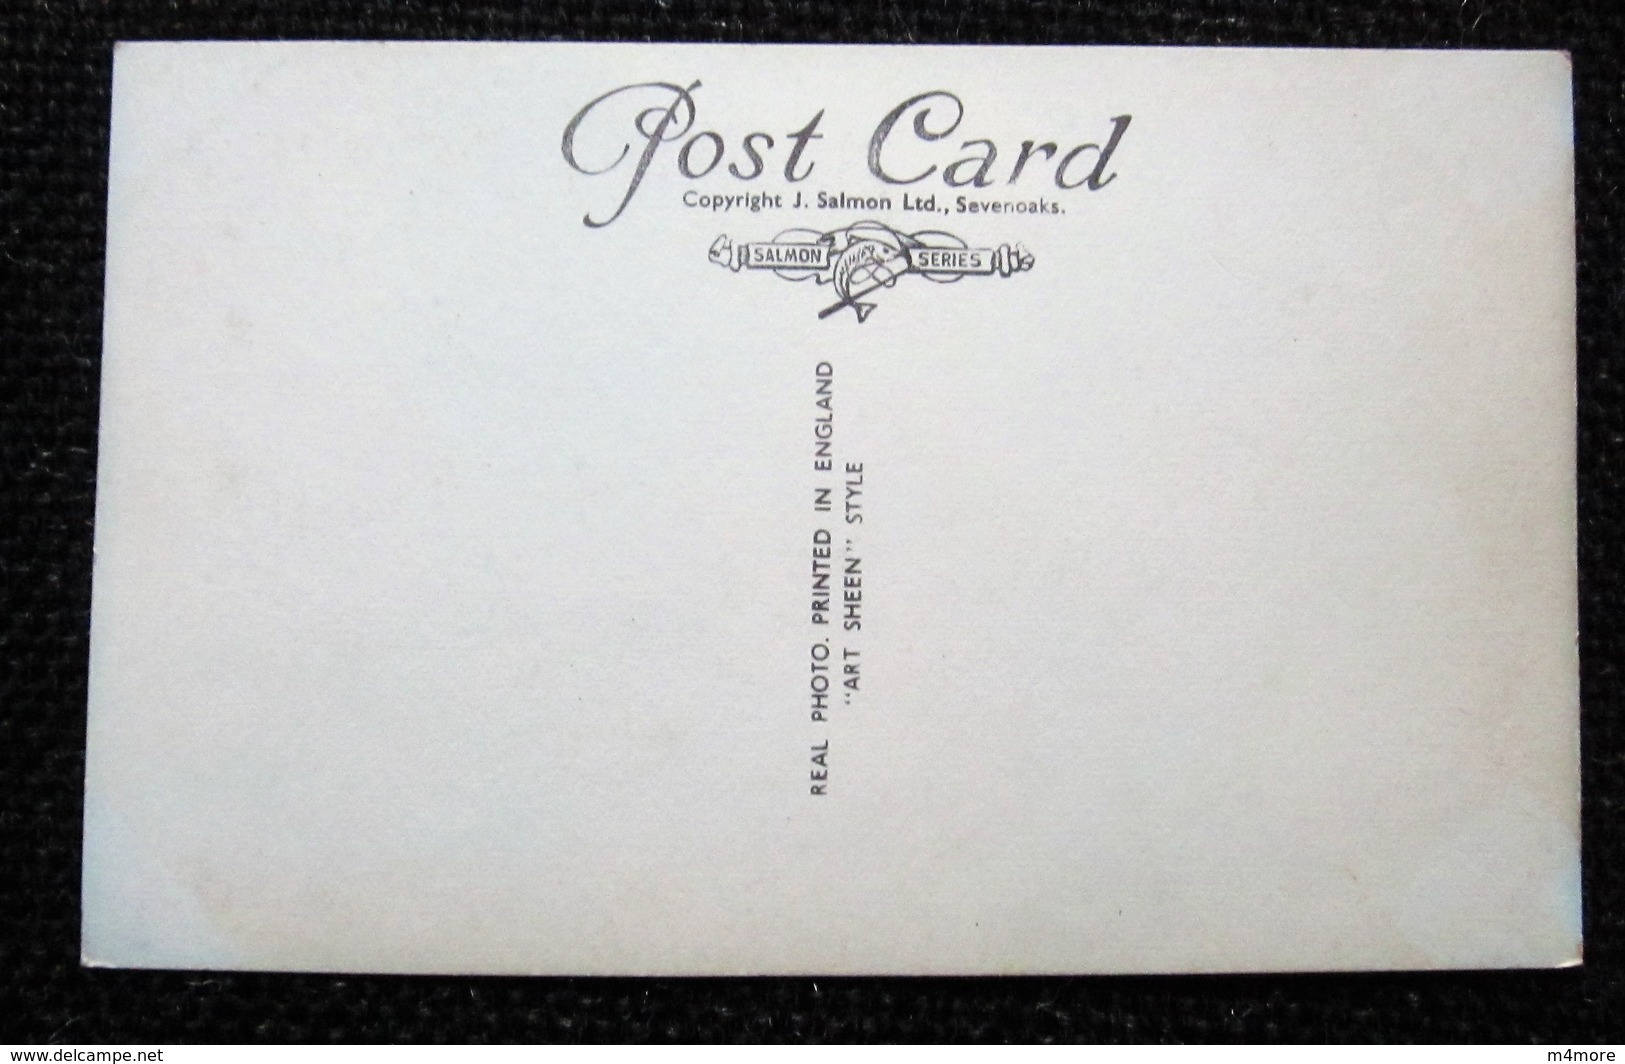 Post Card
Copyright J. Salmon Ltd., Sevenoaks.
SALMON SERIES
REAL PHOTO. PRINTED IN ENGLAND
"ART SHEEN" STYLE
www.delcampe.net
m4more